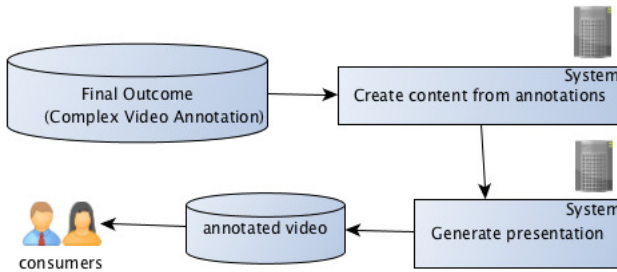 Final Outcome
(Complex Video Annotation)
System
Create content from annotations
System
Generate presentation
annotated video
consumers